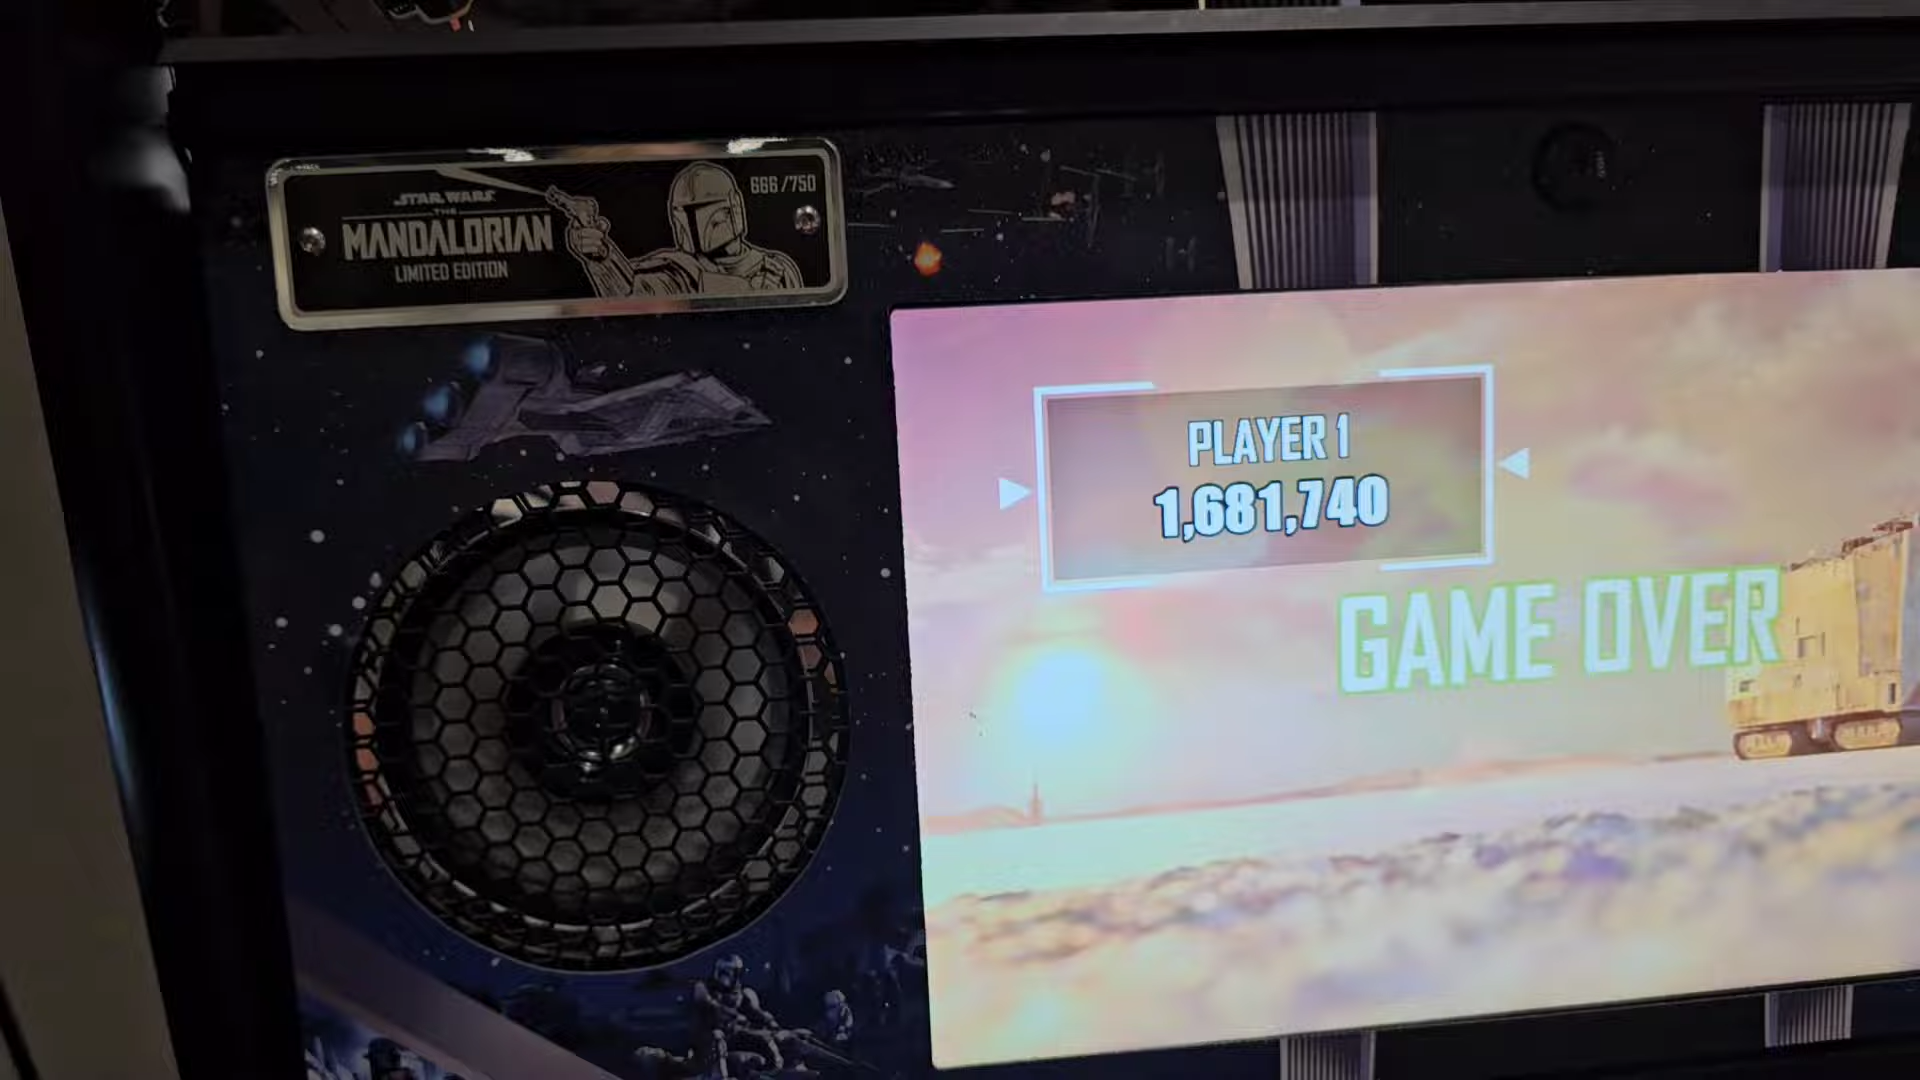 STAR WARS
THE
MANDALORIAN
LIMITED EDITION
666/750
PLAYER 1
1,681,740
GAME OVER